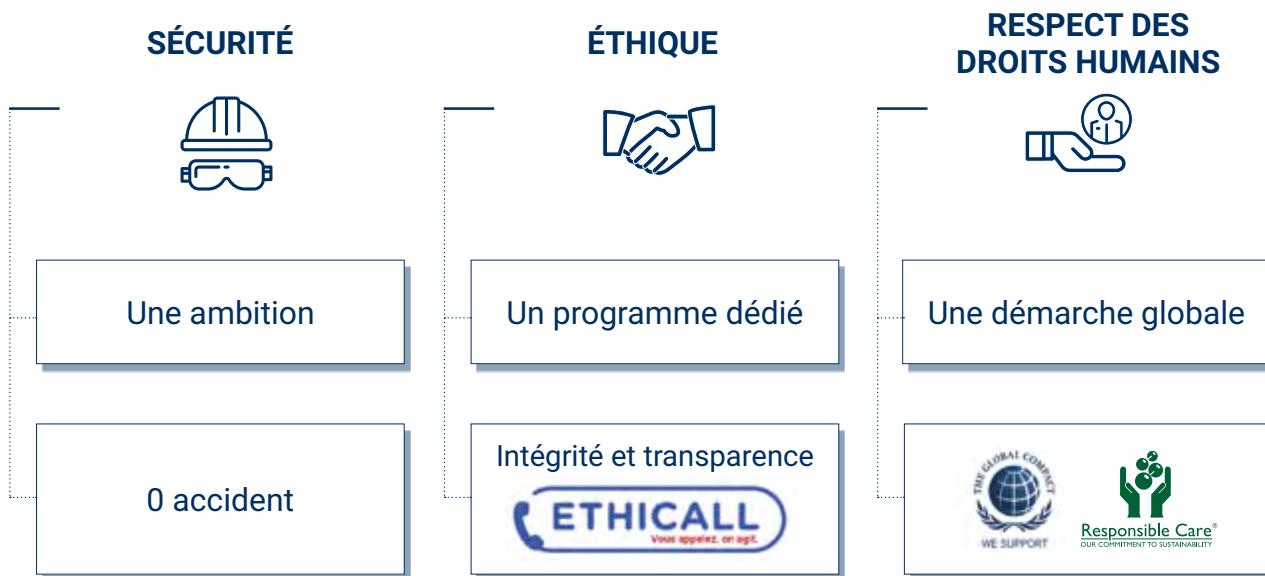 SÉCURITÉ
Une ambition
0 accident
ÉTHIQUE
Un programme dédié
Intégrité et transparence
ETHICALL
Vous appelez, on agit.
RESPECT DES
DROITS HUMAINS
Une démarche globale
THE GLOBAL COMPACT
WE SUPPORT
Responsible Care®
OUR COMMITMENT TO SUSTAINABILITY